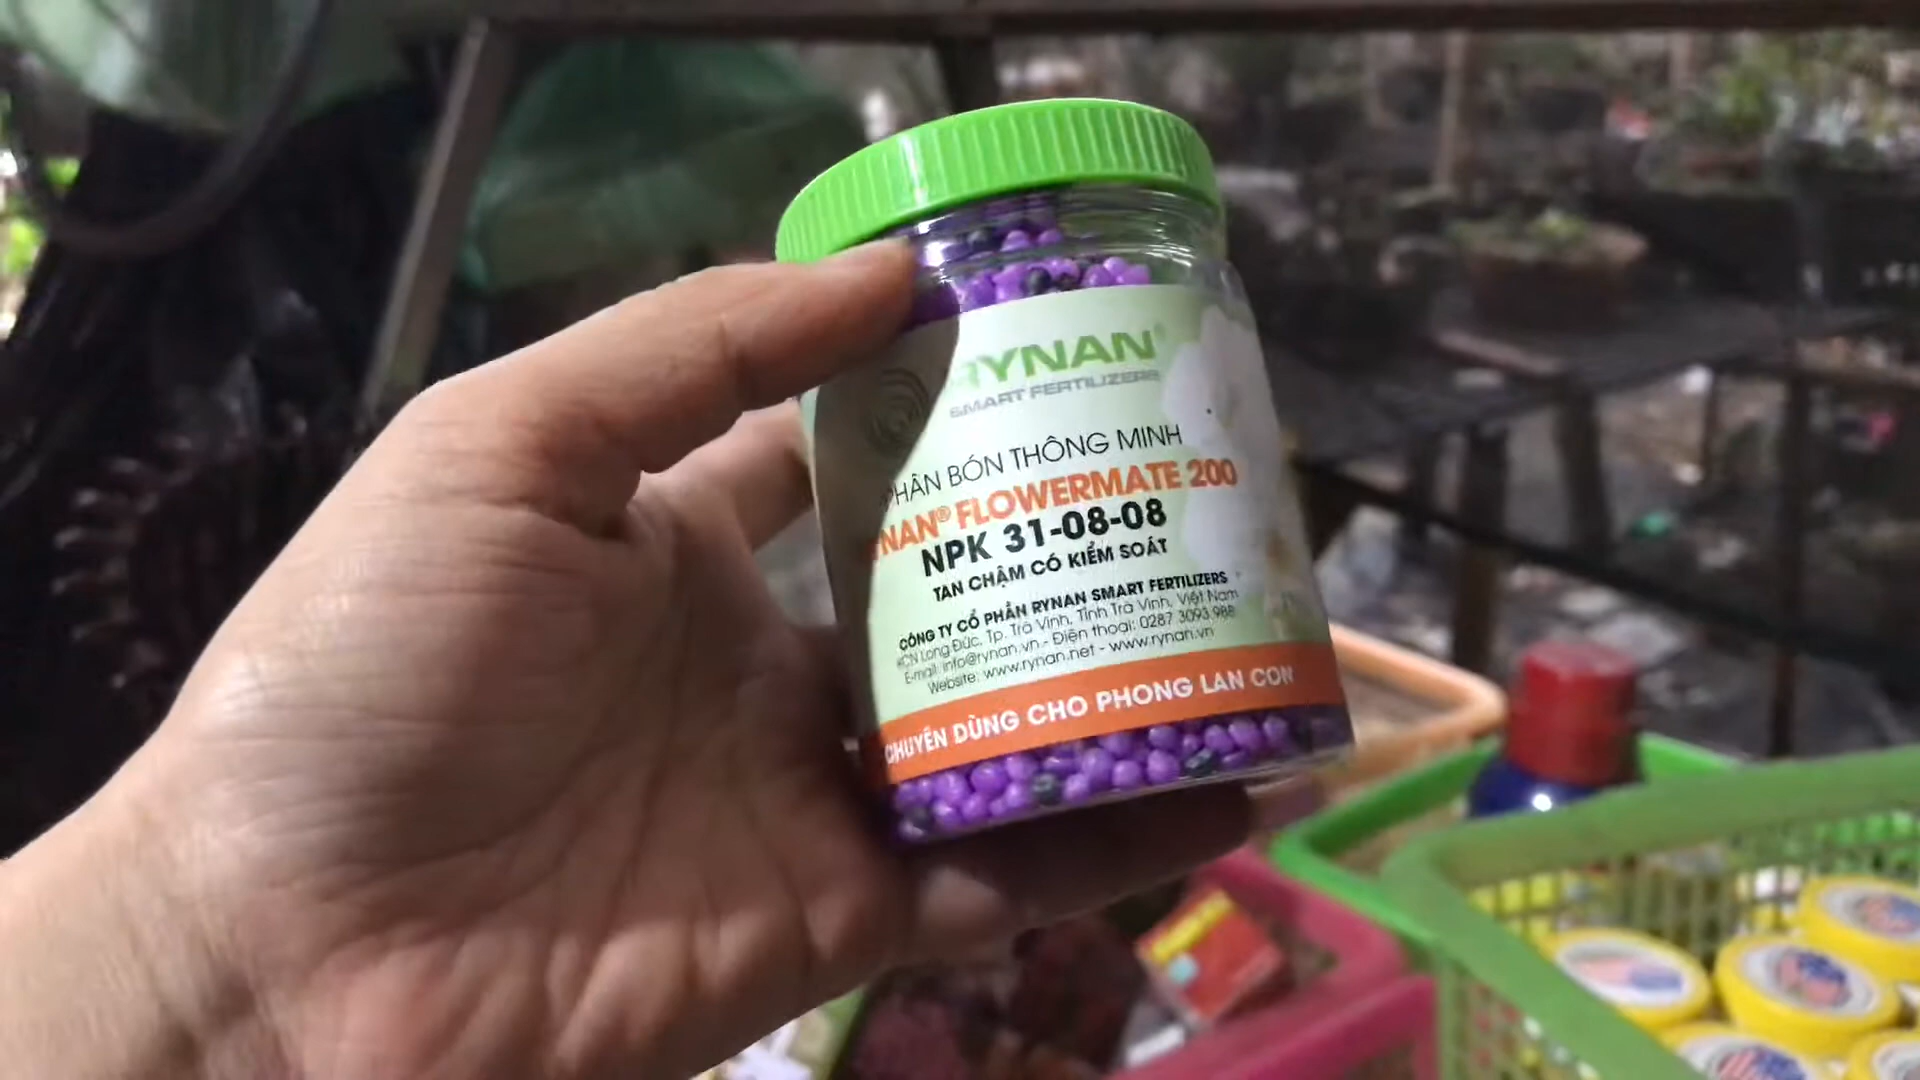 RYNAN®
SMART FERTILIZERS
PHÂN BÓN THÔNG MINH
RYNAN® FLOWERMATE 200
NPK 31-08-08
TAN CHẬM CÓ KIỂM SOÁT
CÔNG TY CỔ PHẦN RYNAN SMART FERTILIZERS
KCN Long Đức, Tp. Trà Vinh, Tỉnh Trà Vinh, Việt Nam
E-mail: info@rynan.vn - Điện thoại: 0287 3093 988
Website: www.rynan.net - www.rynan.vn
CHUYÊN DÙNG CHO PHONG LAN CON